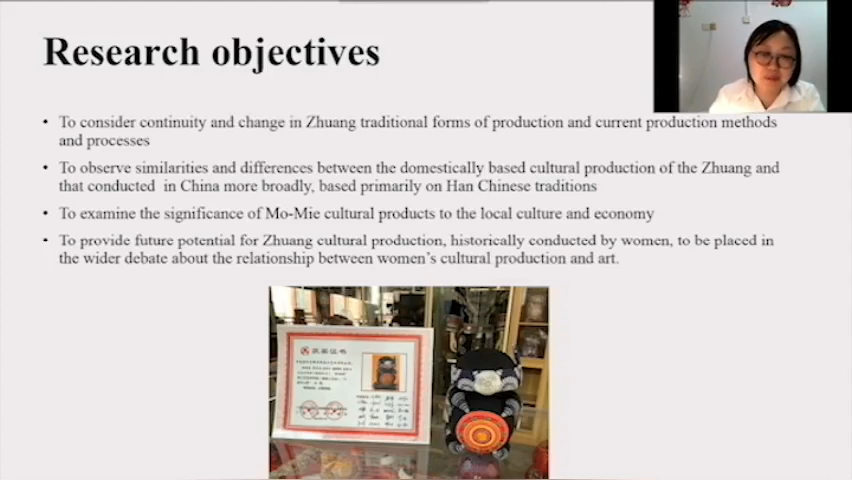 Research objectives
• To consider continuity and change in Zhuang traditional forms of production and current production methods
and processes
• To observe similarities and differences between the domestically based cultural production of the Zhuang and
that conducted in China more broadly, based primarily on Han Chinese traditions
• To examine the significance of Mo-Mie cultural products to the local culture and economy
• To provide future potential for Zhuang cultural production, historically conducted by women, to be placed in
the wider debate about the relationship between women's cultural production and art.
证书